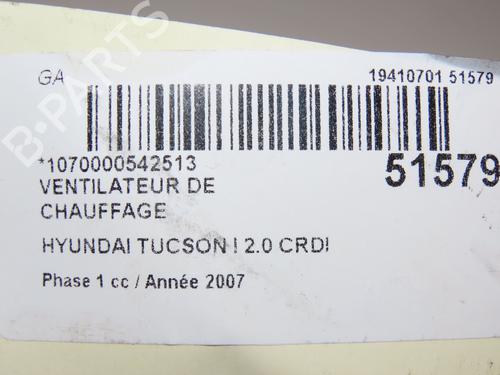 GA
19410701 51579
*1070000542513
51579
VENTILATEUR DE
CHAUFFAGE
HYUNDAI TUCSON I 2.0 CRDI
Phase 1 cc / Année 2007
B-PARTS